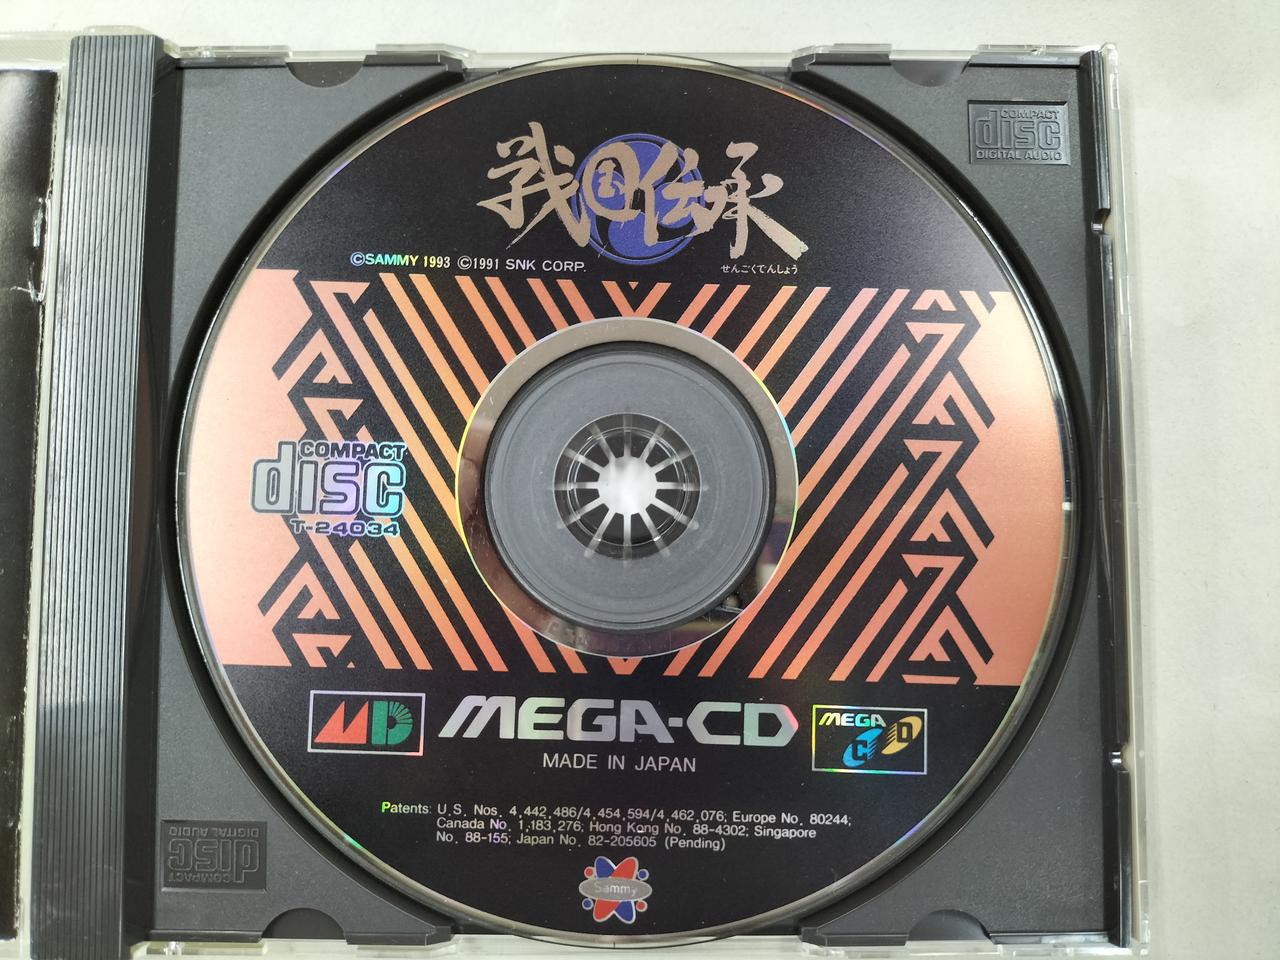 COMPACT
disc
DIGITAL AUDIO
戦国伝承
せんごくでんしょう
©SAMMY 1993 ©1991 SNK CORP.
COMPACT
disc
T-24034
MD
MEGA-CD
MEGA
CD
MADE IN JAPAN
Patents: U.S. Nos. 4,442,486/4,454,594/4,462,076; Europe No. 80244;
Canada No. 1,183,276; Hong Kong No. 88-4302; Singapore
No. 88-155; Japan No. 82-205605 (Pending)
Sammy
COMPACT
disc
DIGITAL AUDIO